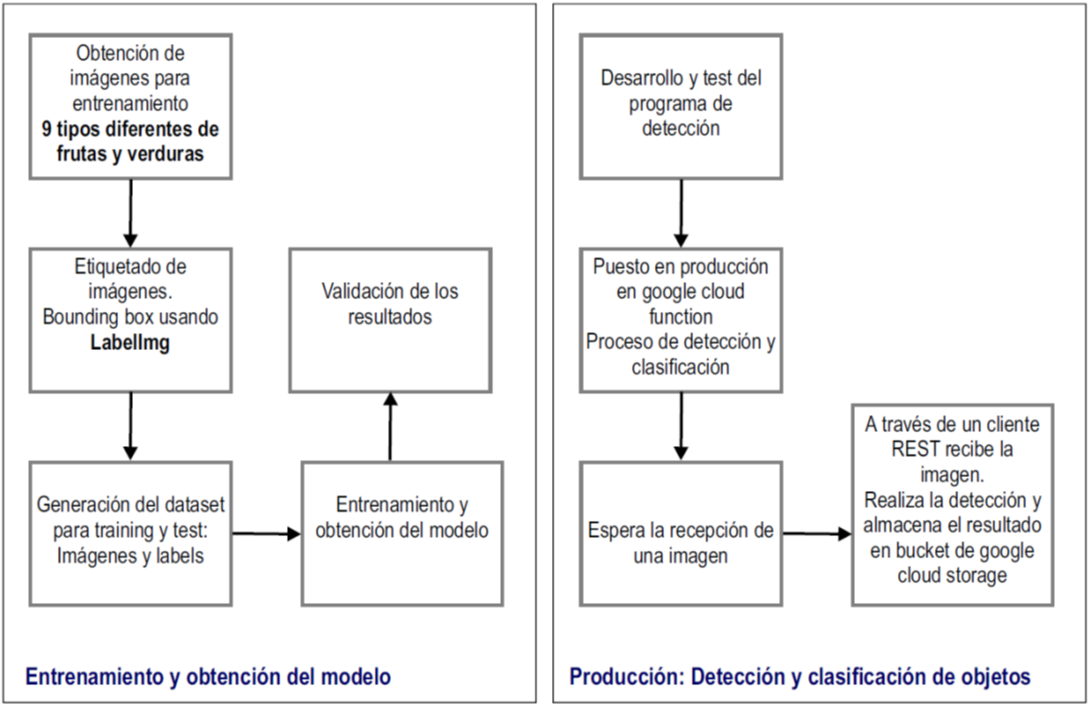 Obtención de
imágenes para
entrenamiento
9 tipos diferentes de
frutas y verduras
Etiquetado de
imágenes.
Bounding box usando
LabelImg
Generación del dataset
para training y test:
Imágenes y labels
Entrenamiento y
obtención del modelo
Validación de los
resultados
Entrenamiento y obtención del modelo
Desarrollo y test del
programa de
detección
Puesto en producción
en google cloud
function
Proceso de detección y
clasificación
Espera la recepción de
una imagen
A través de un cliente
REST recibe la
imagen.
Realiza la detección y
almacena el resultado
en bucket de google
cloud storage
Producción: Detección y clasificación de objetos